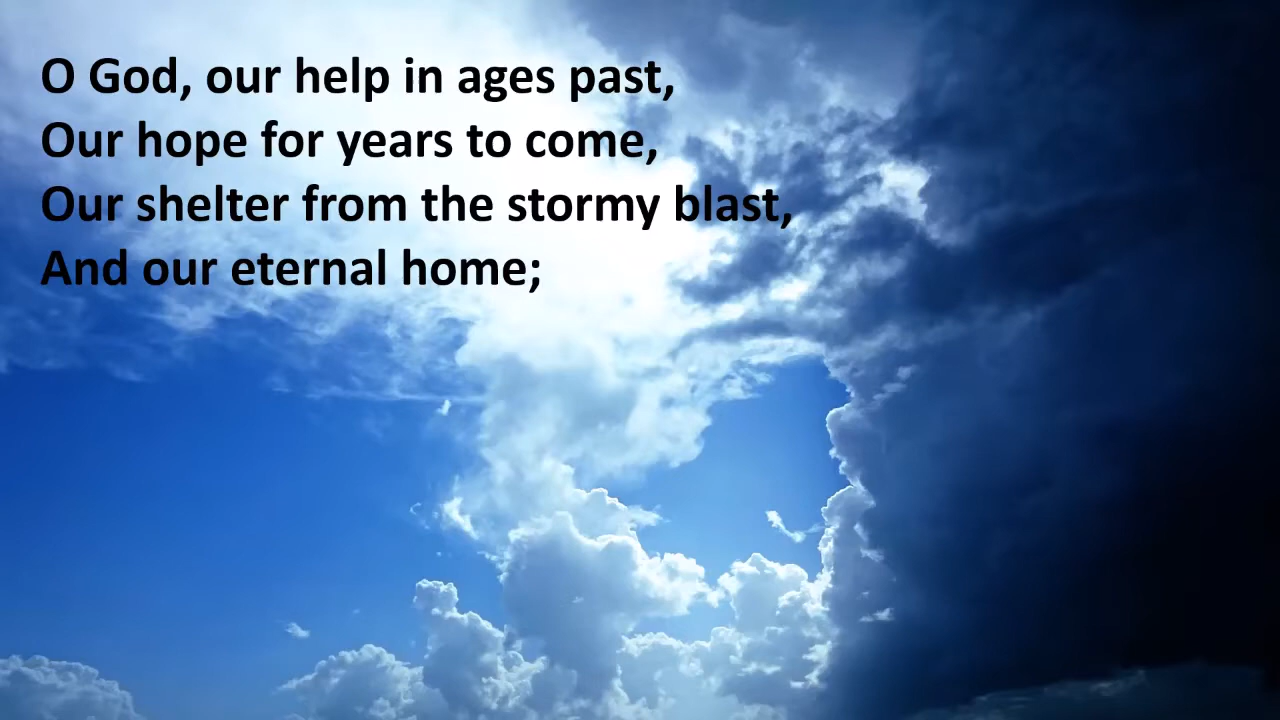 O God, our help in ages past,
Our hope for years to come,
Our shelter from the stormy blast,
And our eternal home;